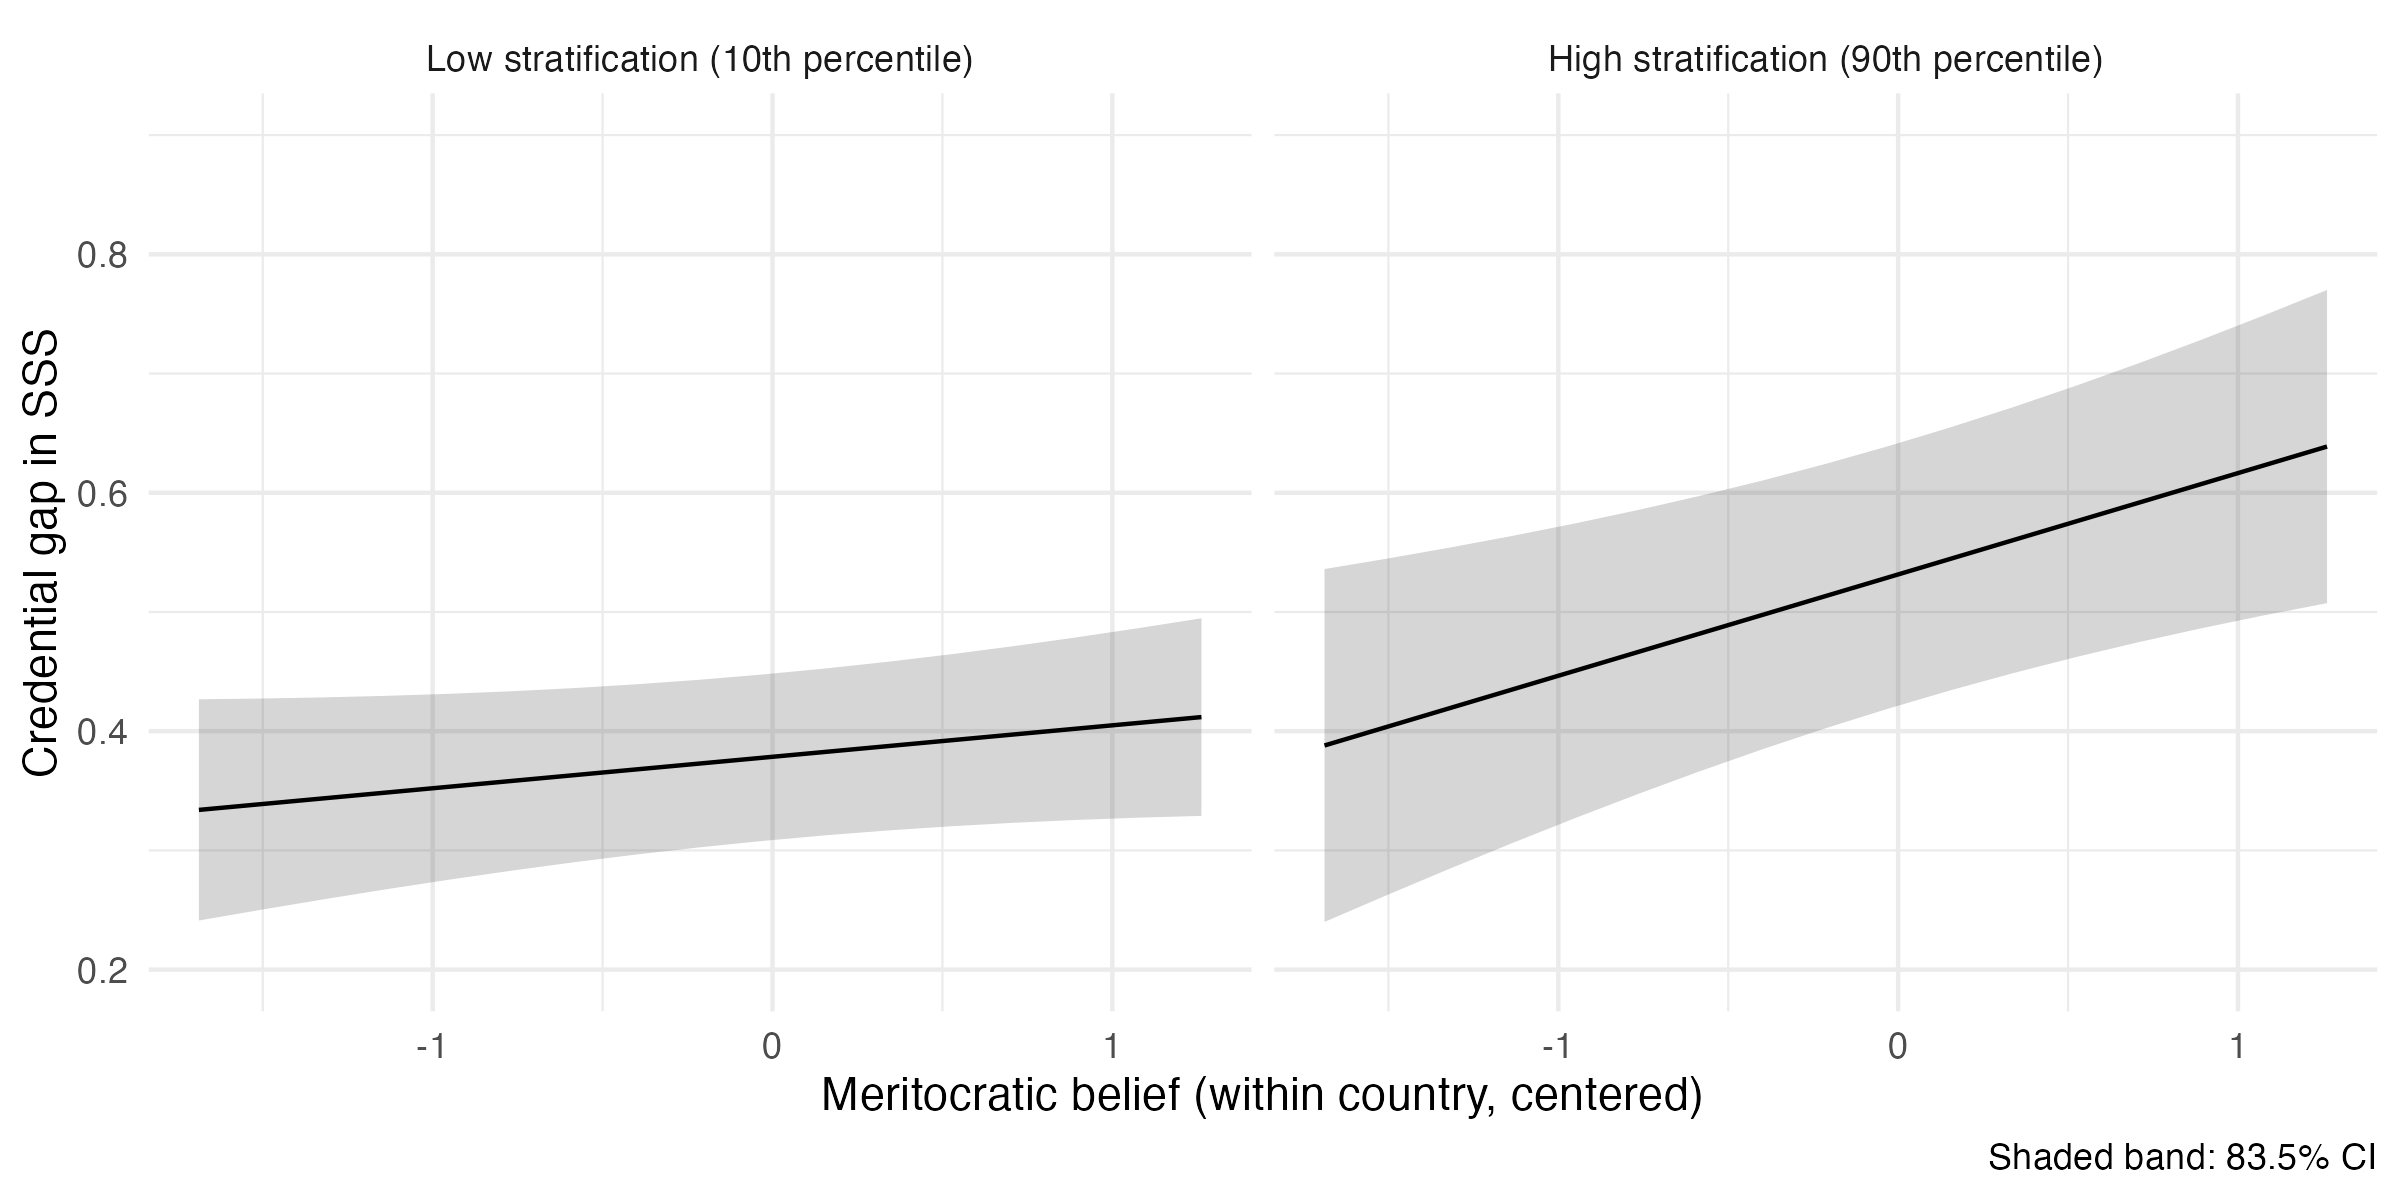 Low stratification (10th percentile)
High stratification (90th percentile)
Credential gap in SSS
0.8
0.6
0.4
0.2
-1 0 1
-1 0 1
Meritocratic belief (within country, centered)
Shaded band: 83.5% CI